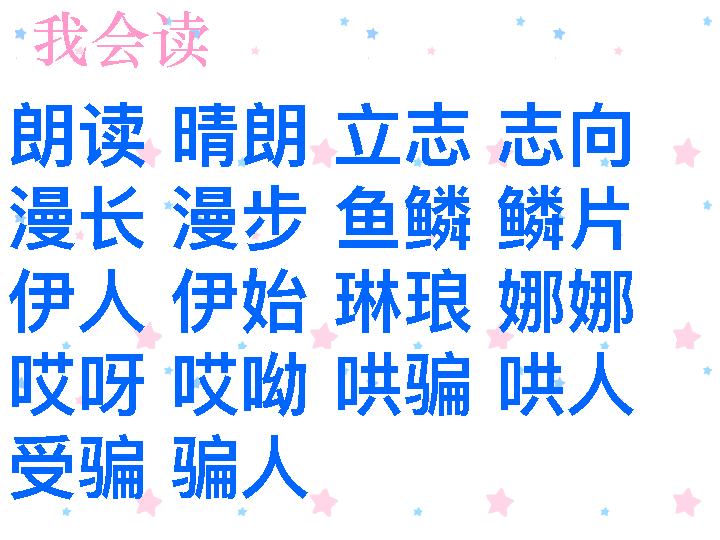 我会读
朗读 晴朗 立志 志向
漫长 漫步 鱼鳞 鳞片
伊人 伊始 琳琅 娜娜
哎呀 哎呦 哄骗 哄人
受骗 骗人